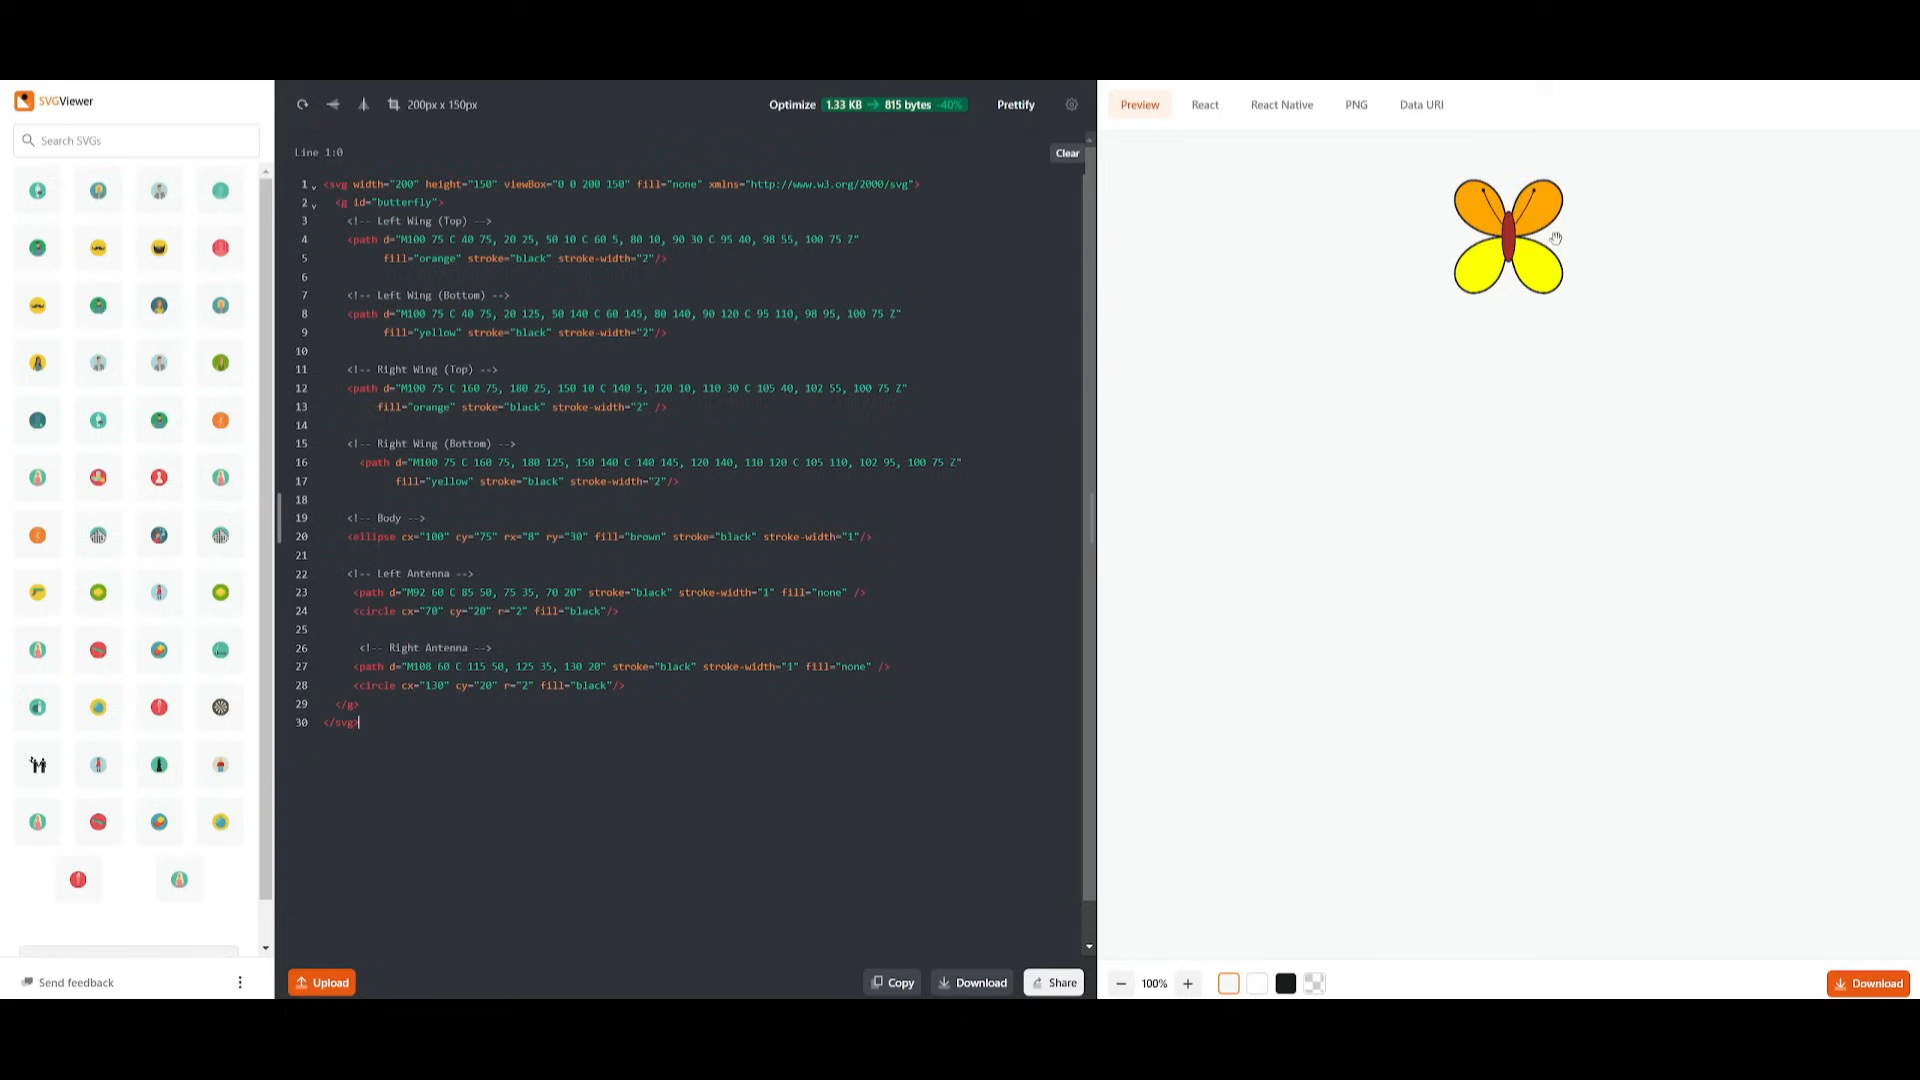 SVGViewer
Search SVGs
Send feedback
200px x 150px
Optimize 1.33 KB → 815 bytes -40%
Prettify
Line 1:0
Clear
1 <svg width="200" height="150" viewBox="0 0 200 150" fill="none" xmlns="http://www.w3.org/2000/svg">
2 <g id="butterfly">
3 <!-- Left Wing (Top) -->
4 <path d="M100 75 C 40 75, 20 25, 50 10 C 60 5, 80 10, 90 30 C 95 40, 98 55, 100 75 Z"
5 fill="orange" stroke="black" stroke-width="2"/>
6
7 <!-- Left Wing (Bottom) -->
8 <path d="M100 75 C 40 75, 20 125, 50 140 C 60 145, 80 140, 90 120 C 95 110, 98 95, 100 75 Z"
9 fill="yellow" stroke="black" stroke-width="2"/>
10
11 <!-- Right Wing (Top) -->
12 <path d="M100 75 C 160 75, 180 25, 150 10 C 140 5, 120 10, 110 30 C 105 40, 102 55, 100 75 Z"
13 fill="orange" stroke="black" stroke-width="2" />
14
15 <!-- Right Wing (Bottom) -->
16 <path d="M100 75 C 160 75, 180 125, 150 140 C 140 145, 120 140, 110 120 C 105 110, 102 95, 100 75 Z"
17 fill="yellow" stroke="black" stroke-width="2"/>
18
19 <!-- Body -->
20 <ellipse cx="100" cy="75" rx="8" ry="30" fill="brown" stroke="black" stroke-width="1"/>
21
22 <!-- Left Antenna -->
23 <path d="M92 60 C 85 50, 75 35, 70 20" stroke="black" stroke-width="1" fill="none" />
24 <circle cx="70" cy="20" r="2" fill="black"/>
25
26 <!-- Right Antenna -->
27 <path d="M108 60 C 115 50, 125 35, 130 20" stroke="black" stroke-width="1" fill="none" />
28 <circle cx="130" cy="20" r="2" fill="black"/>
29 </g>
30 </svg>
Upload
Copy
Download
Share
Preview
React
React Native
PNG
Data URI
100%
Download